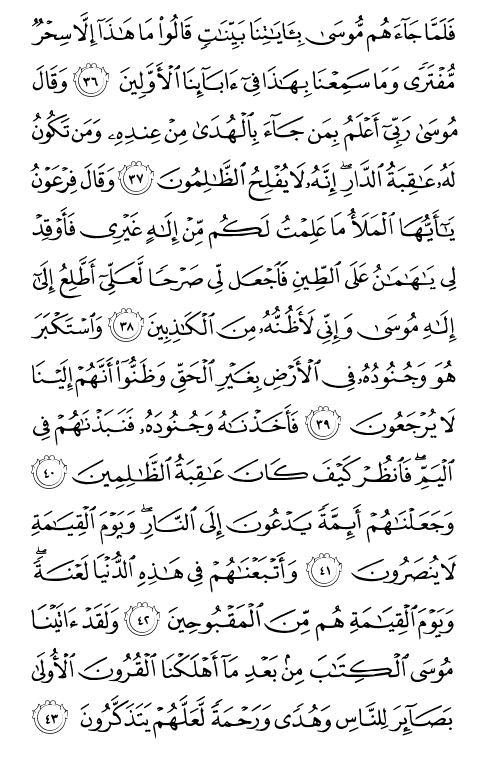 فَلَمَّا جَآءَهُم مُّوسَىٰ بِـَٔايَـٰتِنَا بَيِّنَـٰتٍ قَالُوا۟ مَا هَـٰذَآ إِلَّا سِحْرٌ
مُّفْتَرًى وَمَا سَمِعْنَا بِهَـٰذَا فِىٓ ءَابَآئِنَا ٱلْأَوَّلِينَ ٣٦ وَقَالَ
مُوسَىٰ رَبِّىٓ أَعْلَمُ بِمَن جَآءَ بِٱلْهُدَىٰ مِنْ عِندِهِۦ وَمَن تَكُونُ
لَهُۥ عَـٰقِبَةُ ٱلدَّارِ ۖ إِنَّهُۥ لَا يُفْلِحُ ٱلظَّـٰلِمُونَ ٣٧ وَقَالَ فِرْعَوْنُ
يَـٰٓأَيُّهَا ٱلْمَلَأُ مَا عَلِمْتُ لَكُم مِّنْ إِلَـٰهٍ غَيْرِى فَأَوْقِدْ
لِى يَـٰهَـٰمَـٰنُ عَلَى ٱلطِّينِ فَٱجْعَل لِّى صَرْحًا لَّعَلِّىٓ أَطَّلِعُ إِلَىٰٓ
إِلَـٰهِ مُوسَىٰ وَإِنِّى لَأَظُنُّهُۥ مِنَ ٱلْكَـٰذِبِينَ ٣٨ وَٱسْتَكْبَرَ
هُوَ وَجُنُودُهُۥ فِى ٱلْأَرْضِ بِغَيْرِ ٱلْحَقِّ وَظَنُّوٓا۟ أَنَّهُمْ إِلَيْنَا
لَا يُرْجَعُونَ ٣٩ فَأَخَذْنَـٰهُ وَجُنُودَهُۥ فَنَبَذْنَـٰهُمْ فِى
ٱلْيَمِّ ۖ فَٱنظُرْ كَيْفَ كَانَ عَـٰقِبَةُ ٱلظَّـٰلِمِينَ ٤٠
وَجَعَلْنَـٰهُمْ أَئِمَّةً يَدْعُونَ إِلَى ٱلنَّارِ ۖ وَيَوْمَ ٱلْقِيَـٰمَةِ
لَا يُنصَرُونَ ٤١ وَأَتْبَعْنَـٰهُمْ فِى هَـٰذِهِ ٱلدُّنْيَا لَعْنَةً ۖ
وَيَوْمَ ٱلْقِيَـٰمَةِ هُم مِّنَ ٱلْمَقْبُوحِينَ ٤٢ وَلَقَدْ ءَاتَيْنَا
مُوسَى ٱلْكِتَـٰبَ مِنۢ بَعْدِ مَآ أَهْلَكْنَا ٱلْقُرُونَ ٱلْأُولَىٰ
بَصَآئِرَ لِلنَّاسِ وَهُدًى وَرَحْمَةً لَّعَلَّهُمْ يَتَذَكَّرُونَ ٤٣